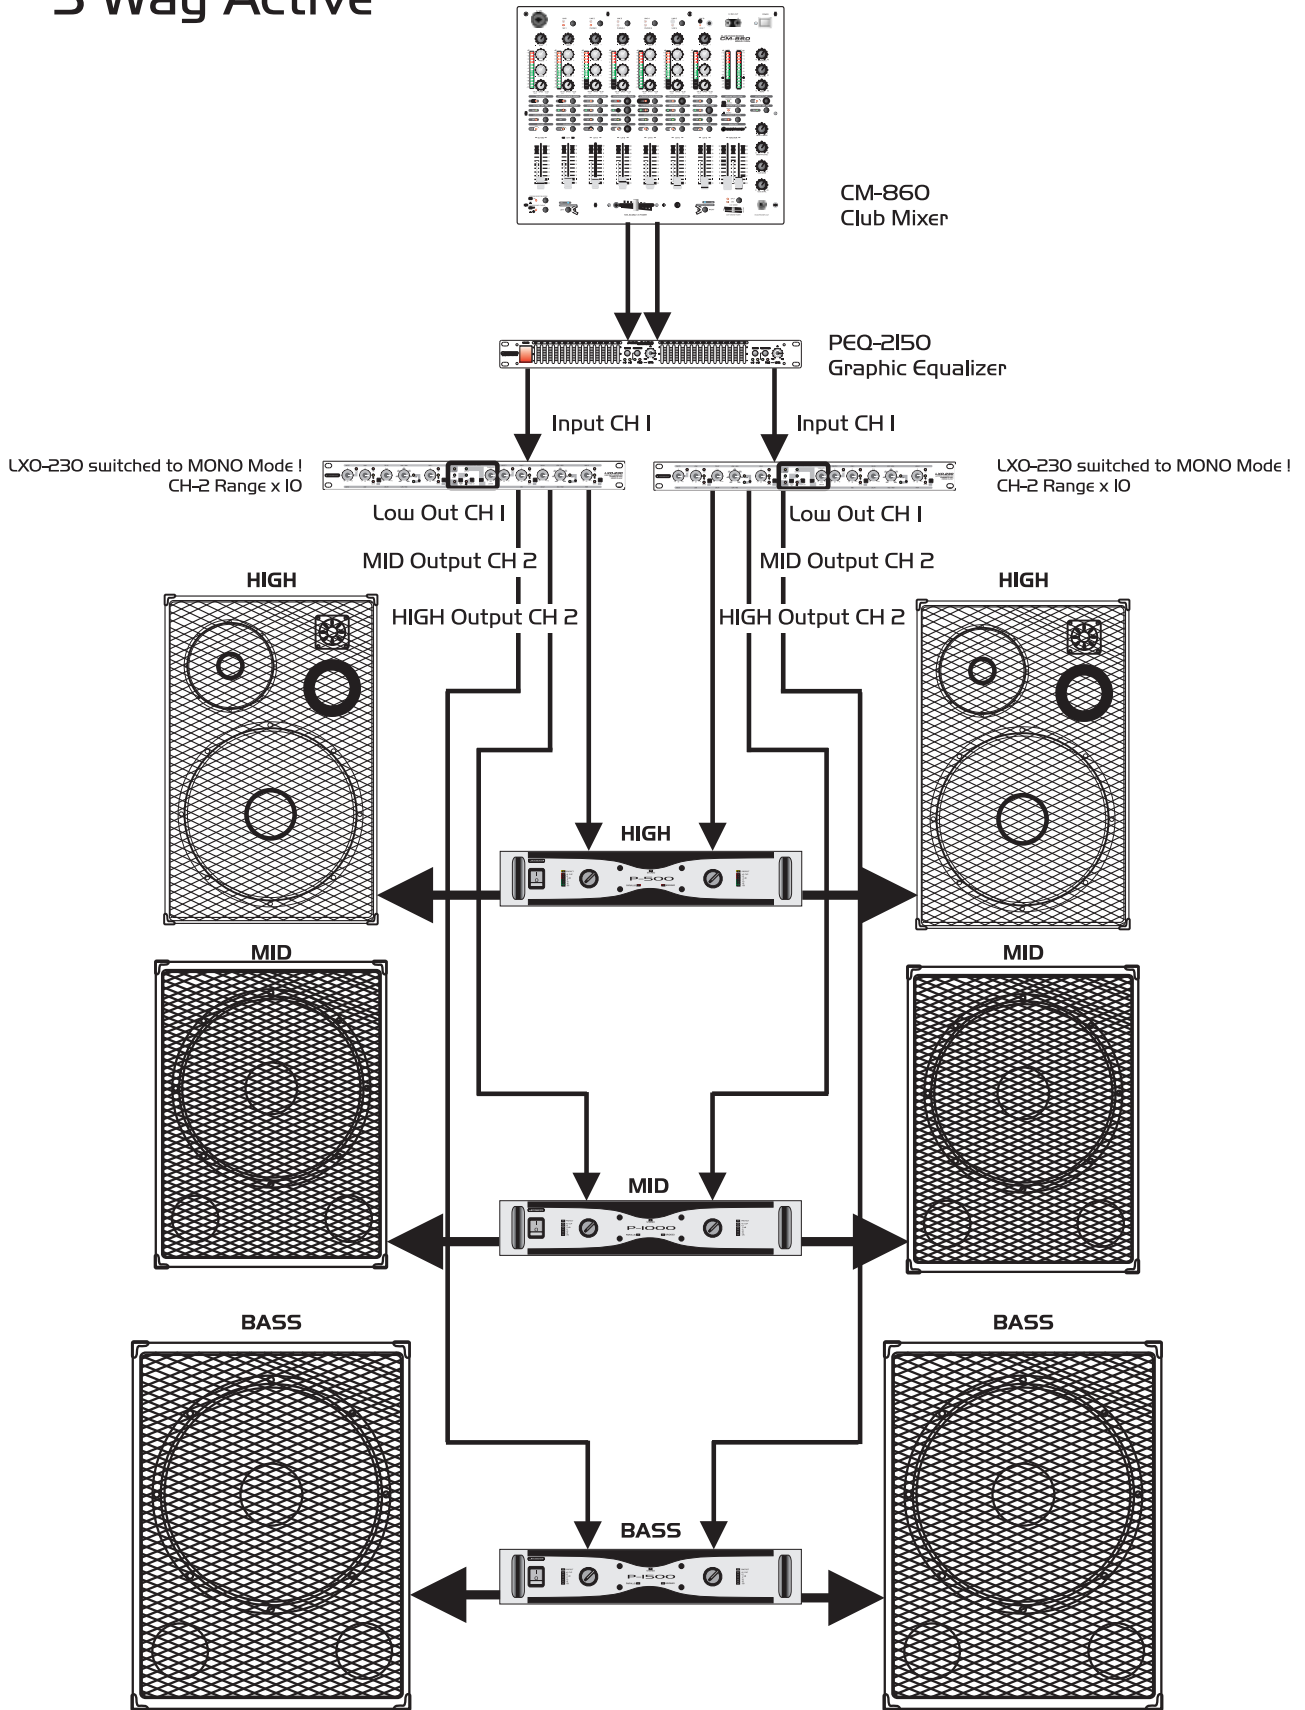 3 Way Active
CM-860
Club Mixer
PEQ-2150
Graphic Equalizer
Input CH 1
Input CH 1
LXO-230 switched to MONO Mode !
CH-2 Range x 10
LXO-230 switched to MONO Mode !
CH-2 Range x 10
Low Out CH 1
Low Out CH 1
MID Output CH 2
MID Output CH 2
HIGH
HIGH
HIGH Output CH 2
HIGH Output CH 2
HIGH
P-500
MID
MID
MID
P-1000
BASS
BASS
BASS
P-1500